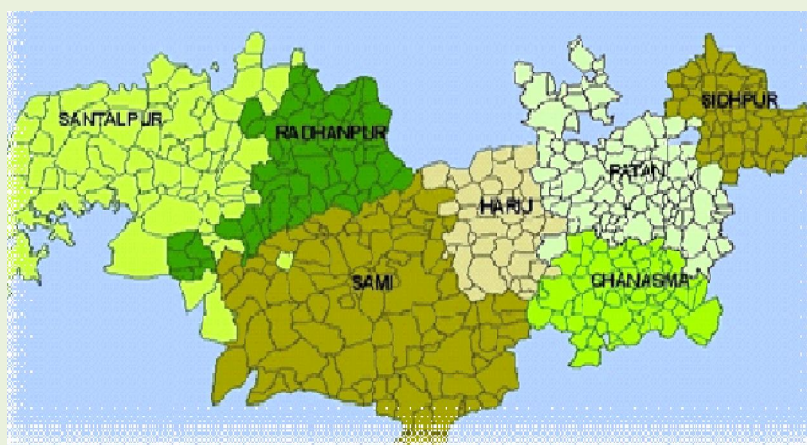 SANTALPUR
RADHANPUR
SIDHPUR
PATAN
HARIJ
SAMI
CHANASMA